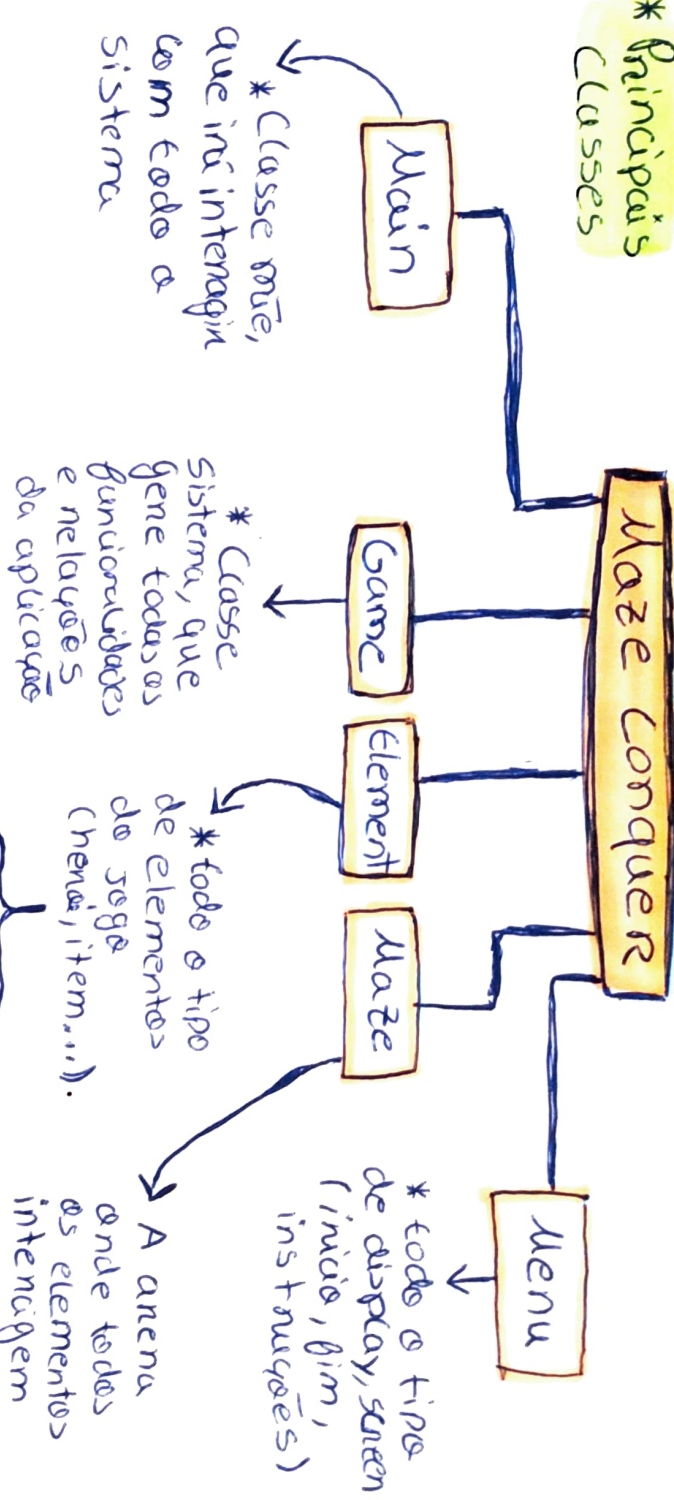 * Principais
Classes
Maze Conquer
Main
* Classe mãe,
que irá interagir
com todo o
sistema
Game
* Classe
sistema, que
gere todas as
funcionalidades
e relações
da aplicação
Element
* todo o tipo
de elementos
do jogo
(herói, item,...).
Maze
A arena
onde todos
os elementos
interagem
Menu
* todo o tipo
de display, screen
(início, fim,
instruções)